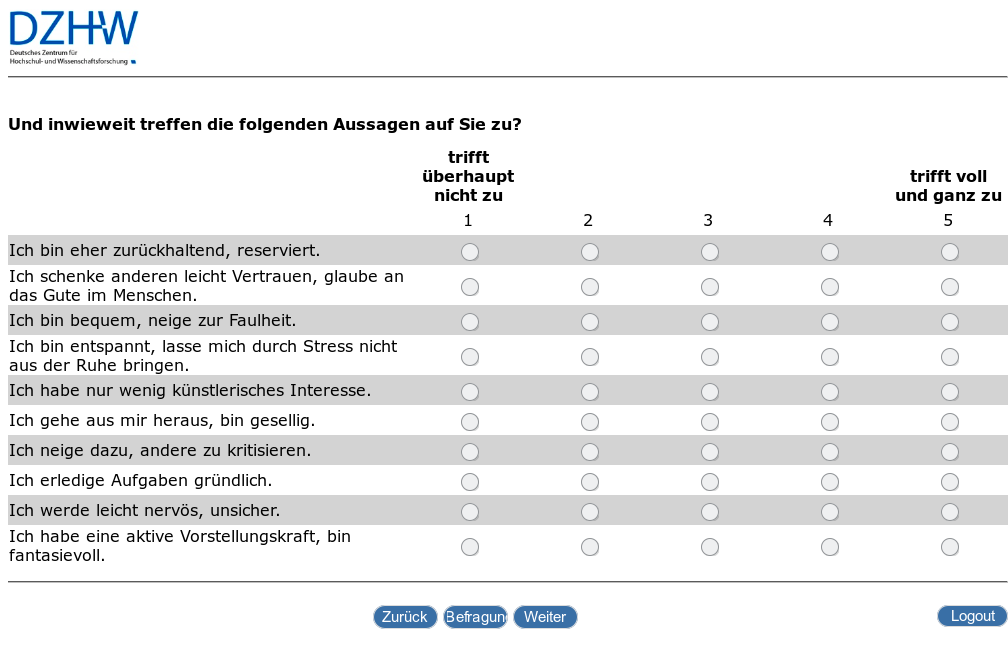 DZHW
Deutsches Zentrum für
Hochschul- und Wissenschaftsforschung
Und inwieweit treffen die folgenden Aussagen auf Sie zu?
trifft
überhaupt
nicht zu
trifft voll
und ganz zu
1 2 3 4 5
Ich bin eher zurückhaltend, reserviert.
Ich schenke anderen leicht Vertrauen, glaube an
das Gute im Menschen.
Ich bin bequem, neige zur Faulheit.
Ich bin entspannt, lasse mich durch Stress nicht
aus der Ruhe bringen.
Ich habe nur wenig künstlerisches Interesse.
Ich gehe aus mir heraus, bin gesellig.
Ich neige dazu, andere zu kritisieren.
Ich erledige Aufgaben gründlich.
Ich werde leicht nervös, unsicher.
Ich habe eine aktive Vorstellungskraft, bin
fantasievoll.
Zurück Befragun Weiter Logout